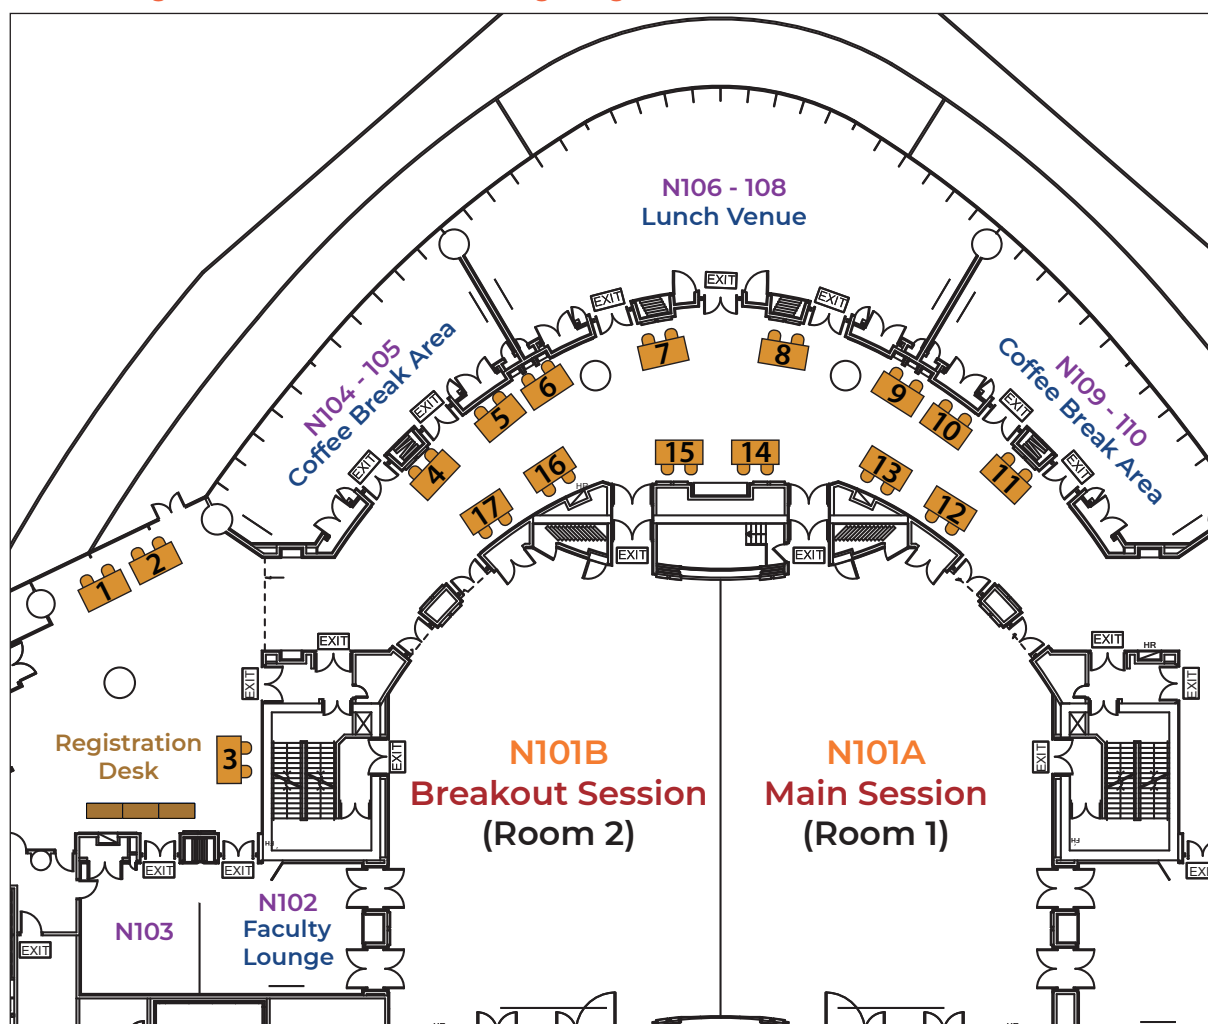 N106 - 108
Lunch Venue
EXIT
EXIT
EXIT
N104 - 105
Coffee Break Area
N109 - 110
Coffee Break Area
7
8
6
9
5
10
EXIT
EXIT
4
11
EXIT
EXIT
16
15
14
13
17
12
HR
EXIT
EXIT
1
2
EXIT
EXIT
HR
EXIT
EXIT
Registration
Desk
3
EXIT
EXIT
N101B
Breakout Session
(Room 2)
N101A
Main Session
(Room 1)
EXIT
EXIT
N103
N102
Faculty
Lounge
EXIT